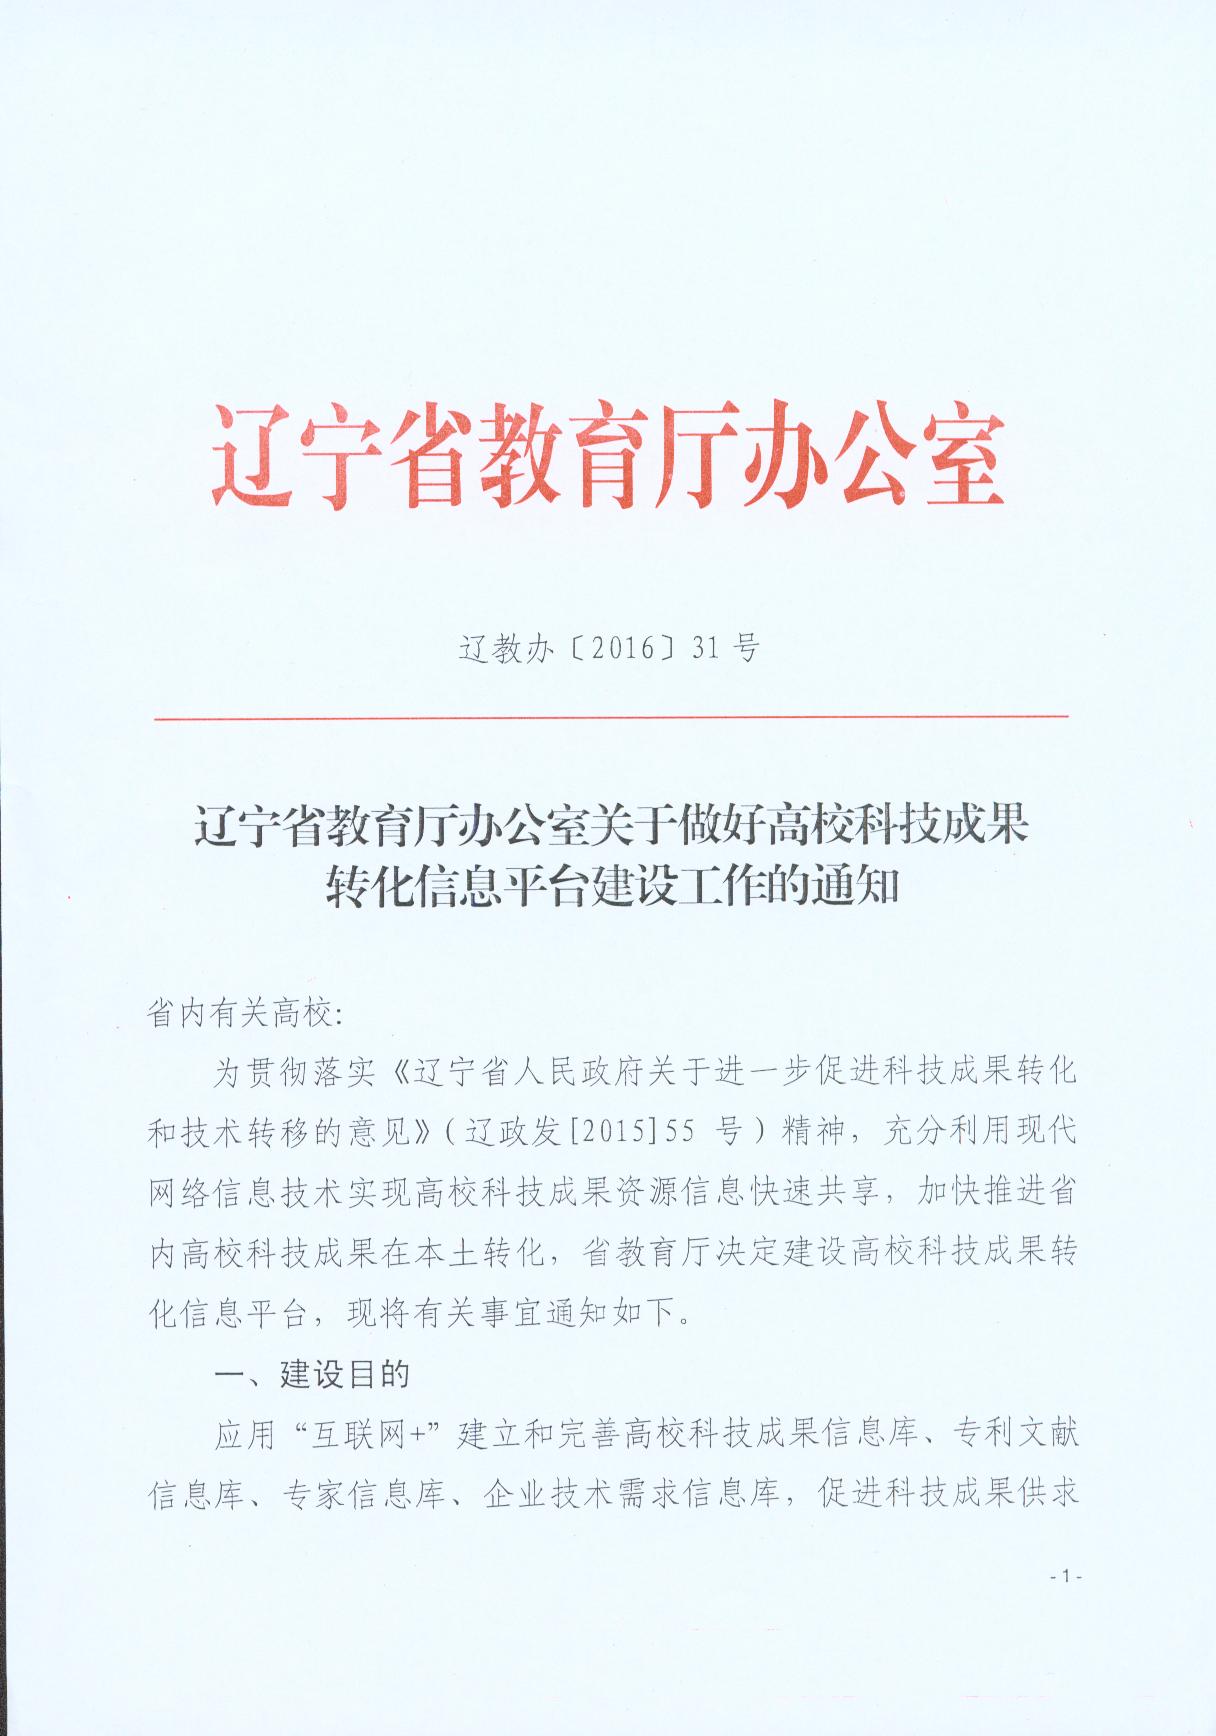 辽宁省教育厅办公室
辽教办〔2016〕31 号
辽宁省教育厅办公室关于做好高校科技成果
转化信息平台建设工作的通知
省内有关高校:
为贯彻落实《辽宁省人民政府关于进一步促进科技成果转化
和技术转移的意见》(辽政发[2015]55 号)精神，充分利用现代
网络信息技术实现高校科技成果资源信息快速共享，加快推进省
内高校科技成果在本土转化，省教育厅决定建设高校科技成果转
化信息平台，现将有关事宜通知如下。
一、建设目的
应用“互联网+”建立和完善高校科技成果信息库、专利文献
信息库、专家信息库、企业技术需求信息库，促进科技成果供求
- 1 -